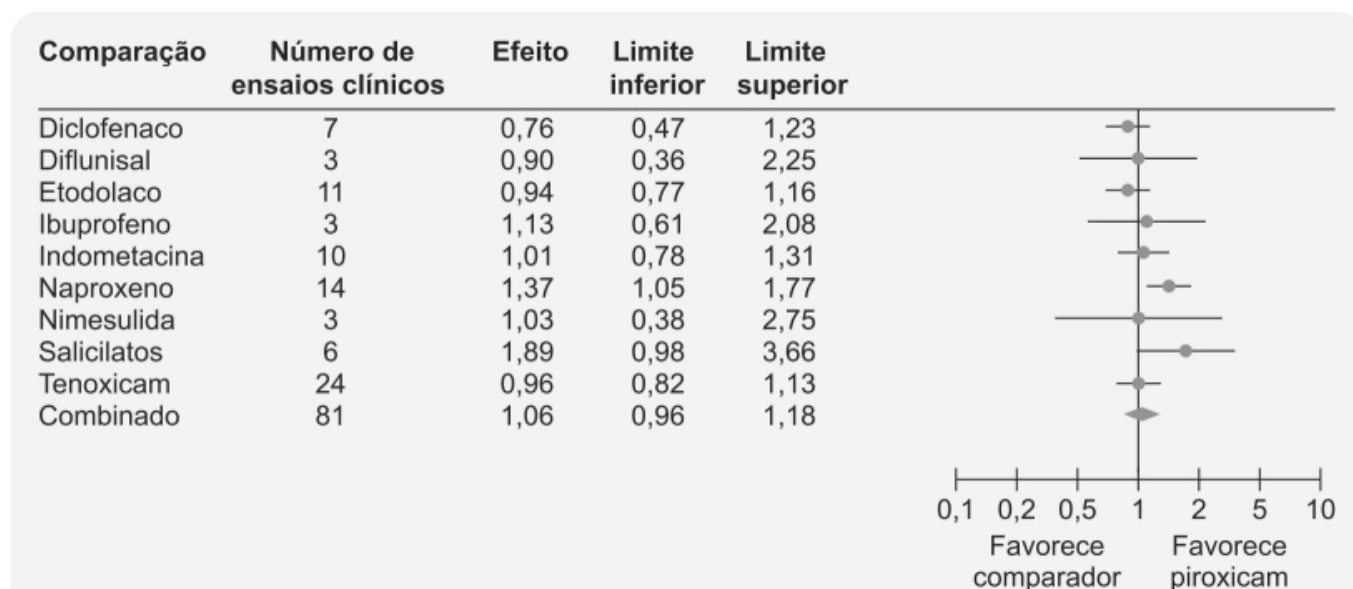 Comparação Número de Efeito Limite Limite
ensaios clínicos inferior superior
Diclofenaco 7 0,76 0,47 1,23
Diflunisal 3 0,90 0,36 2,25
Etodolaco 11 0,94 0,77 1,16
Ibuprofeno 3 1,13 0,61 2,08
Indometacina 10 1,01 0,78 1,31
Naproxeno 14 1,37 1,05 1,77
Nimesulida 3 1,03 0,38 2,75
Salicilatos 6 1,89 0,98 3,66
Tenoxicam 24 0,96 0,82 1,13
Combinado 81 1,06 0,96 1,18
0,1 0,2 0,5 1 2 5 10
Favorece Favorece
comparador piroxicam